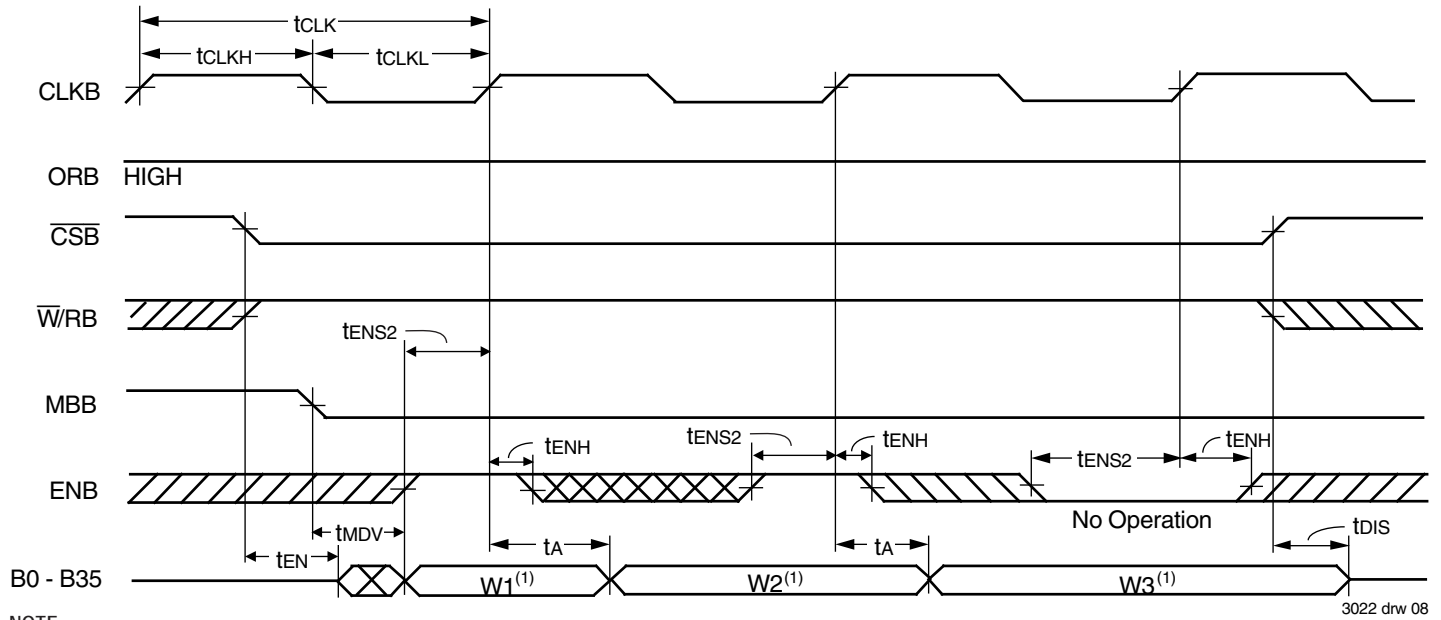 tCLK
tCLKH
tCLKL
CLKB
ORB HIGH
CSB
W/RB
tENS2
MBB
tENH
tENS2
tENH
tENS2
tENH
ENB
No Operation
tMDV
tEN
tA
tA
tDIS
B0 - B35
W1(1)
W2(1)
W3(1)
3022 drw 08